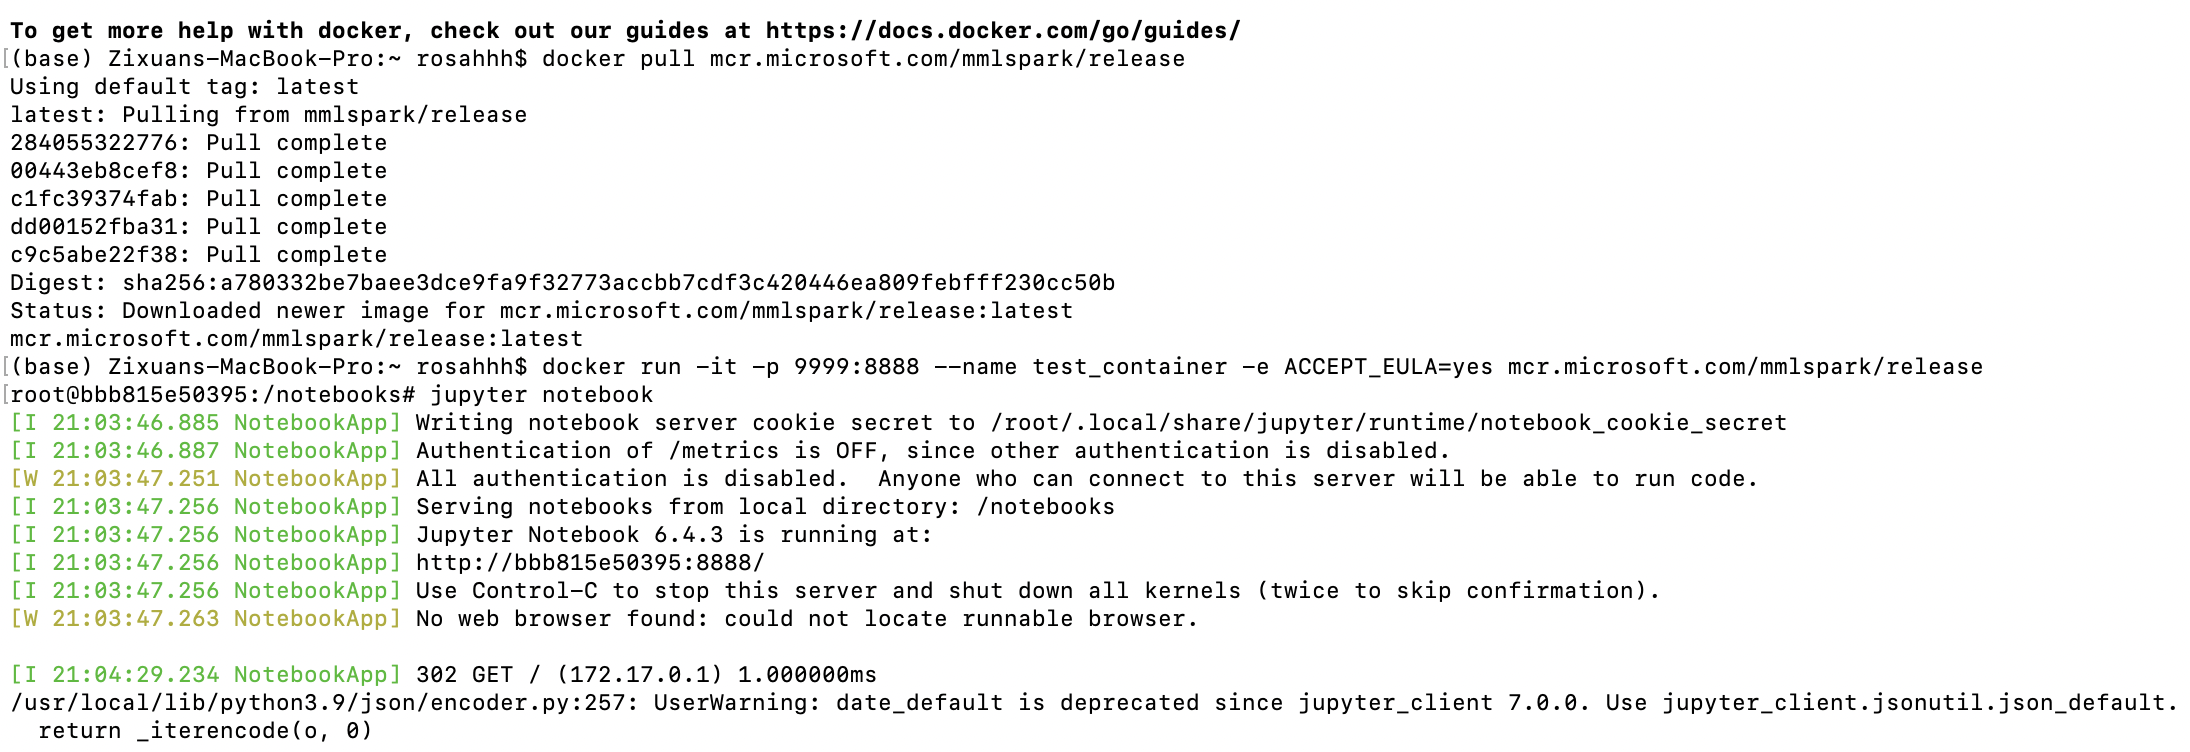 To get more help with docker, check out our guides at https://docs.docker.com/go/guides/
[(base) Zixuans-MacBook-Pro:~ rosahhh$ docker pull mcr.microsoft.com/mmlspark/release
Using default tag: latest
latest: Pulling from mmlspark/release
284055322776: Pull complete
00443eb8cef8: Pull complete
c1fc39374fab: Pull complete
dd00152fba31: Pull complete
c9c5abe22f38: Pull complete
Digest: sha256:a780332be7baee3dce9fa9f32773accbb7cdf3c420446ea809febfff230cc50b
Status: Downloaded newer image for mcr.microsoft.com/mmlspark/release:latest
mcr.microsoft.com/mmlspark/release:latest
[(base) Zixuans-MacBook-Pro:~ rosahhh$ docker run -it -p 9999:8888 --name test_container -e ACCEPT_EULA=yes mcr.microsoft.com/mmlspark/release
[root@bbb815e50395:/notebooks# jupyter notebook
[I 21:03:46.885 NotebookApp] Writing notebook server cookie secret to /root/.local/share/jupyter/runtime/notebook_cookie_secret
[I 21:03:46.887 NotebookApp] Authentication of /metrics is OFF, since other authentication is disabled.
[W 21:03:47.251 NotebookApp] All authentication is disabled.  Anyone who can connect to this server will be able to run code.
[I 21:03:47.256 NotebookApp] Serving notebooks from local directory: /notebooks
[I 21:03:47.256 NotebookApp] Jupyter Notebook 6.4.3 is running at:
[I 21:03:47.256 NotebookApp] http://bbb815e50395:8888/
[I 21:03:47.256 NotebookApp] Use Control-C to stop this server and shut down all kernels (twice to skip confirmation).
[W 21:03:47.263 NotebookApp] No web browser found: could not locate runnable browser.
[I 21:04:29.234 NotebookApp] 302 GET / (172.17.0.1) 1.000000ms
/usr/local/lib/python3.9/json/encoder.py:257: UserWarning: date_default is deprecated since jupyter_client 7.0.0. Use jupyter_client.jsonutil.json_default.
  return _iterencode(o, 0)